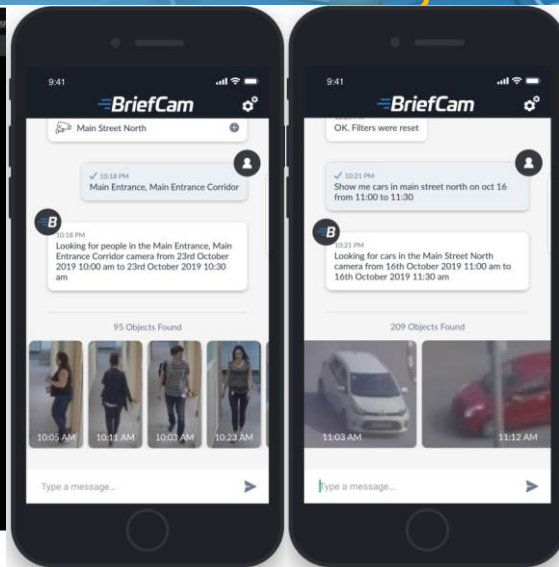 9:41
BriefCam
Main Street North
10:18 PM
Main Entrance, Main Entrance Corridor
B
10:18 PM
Looking for people in the Main Entrance, Main
Entrance Corridor camera from 23rd October
2019 10:00 am to 23rd October 2019 10:30
am
95 Objects Found
10:05 AM
10:11 AM
10:03 AM
10:23 AM
Type a message...
9:41
BriefCam
OK. Filters were reset
10:21 PM
Show me cars in main street north on oct 16
from 11:00 to 11:30
B
10:21 PM
Looking for cars in the Main Street North
camera from 16th October 2019 11:00 am to
16th October 2019 11:30 am
209 Objects Found
11:03 AM
11:12 AM
Type a message...